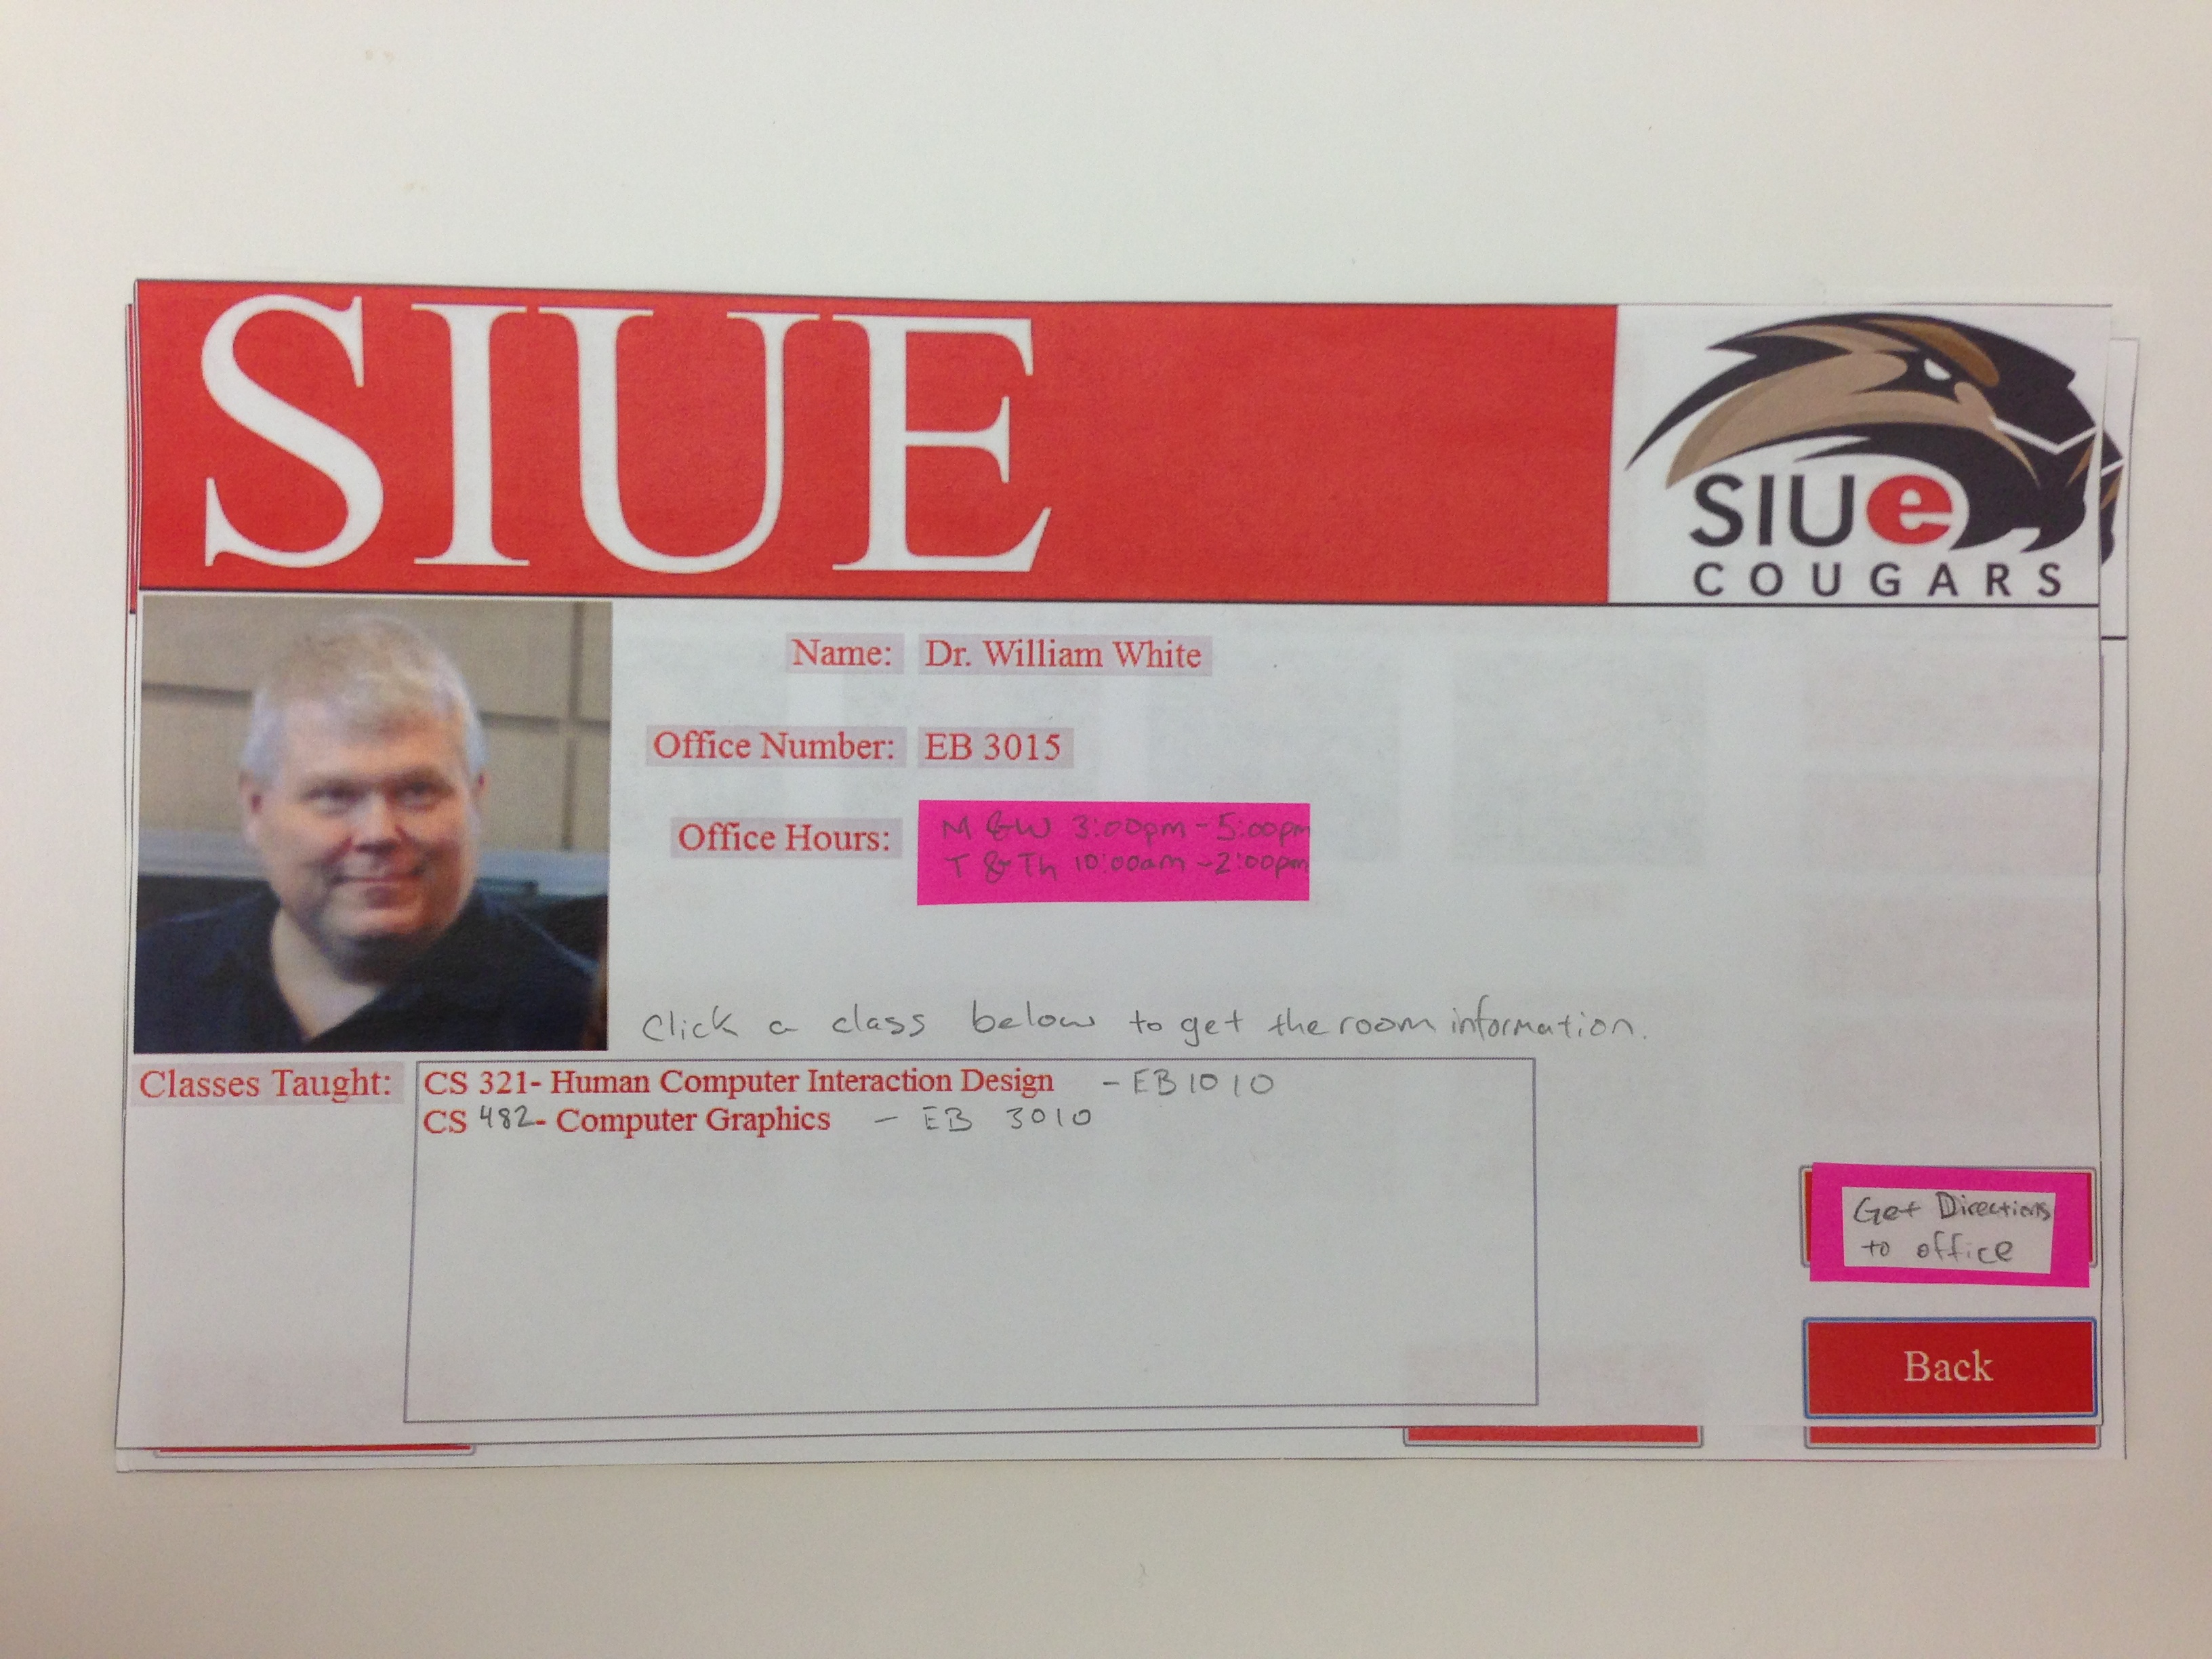 SIUE
SIUe
COUGARS
Name: Dr. William White
Office Number: EB 3015
Office Hours: M & W 3:00pm - 5:00pm
T & Th 10:00am - 2:00pm
Click a class below to get the room information.
Classes Taught: CS 321- Human Computer Interaction Design - EB1010
CS 482- Computer Graphics - EB 3010
Get Directions
to office
Back